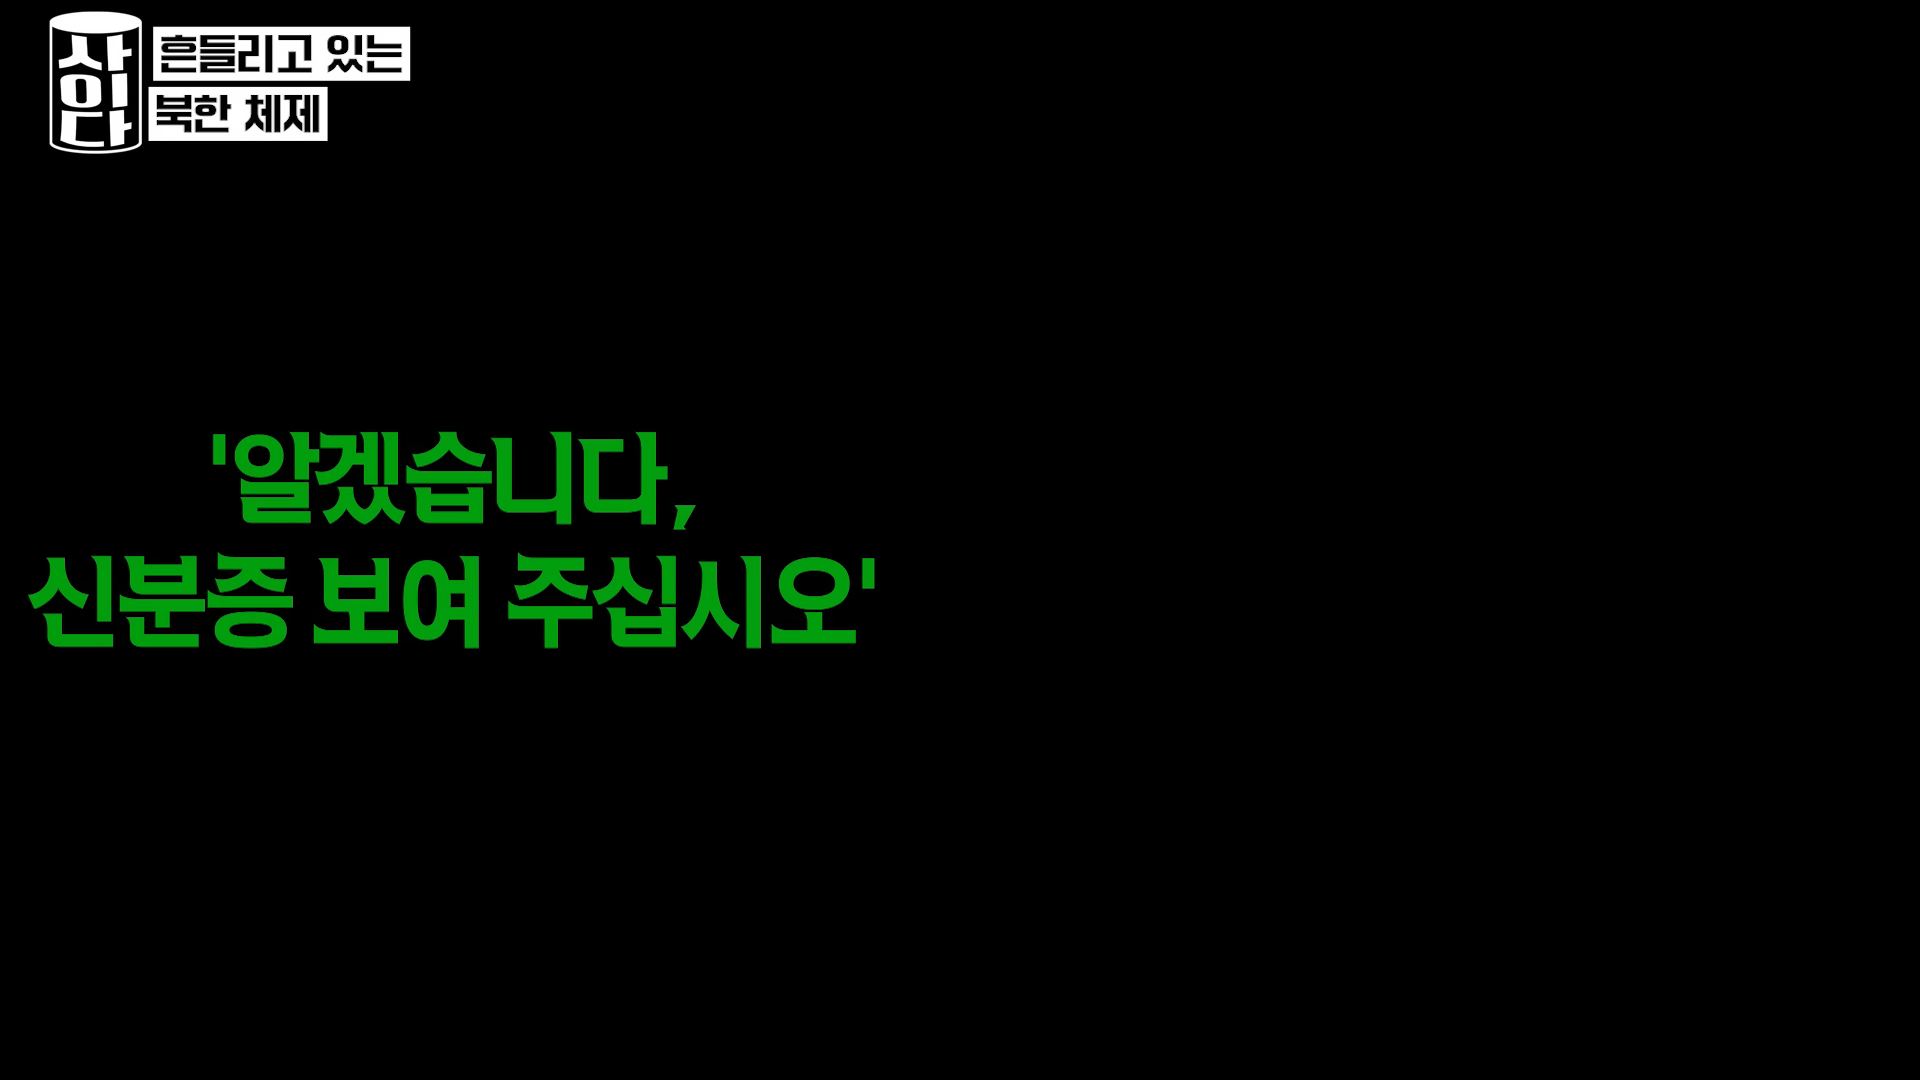 사이다
흔들리고 있는
북한 체제
'알겠습니다,
신분증 보여 주십시오'